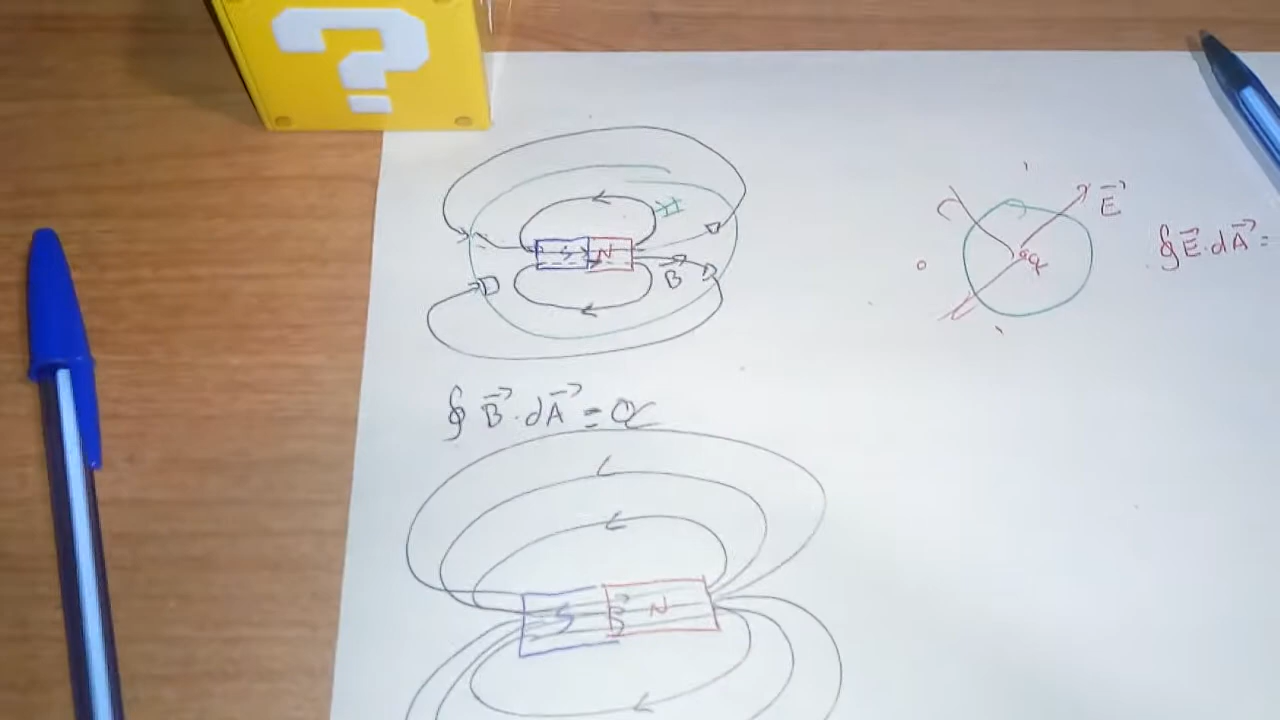 ?
S N
B⃗
E⃗
q
∮E⃗·dA⃗ =
∮ B⃗·dA⃗ = 0
S N